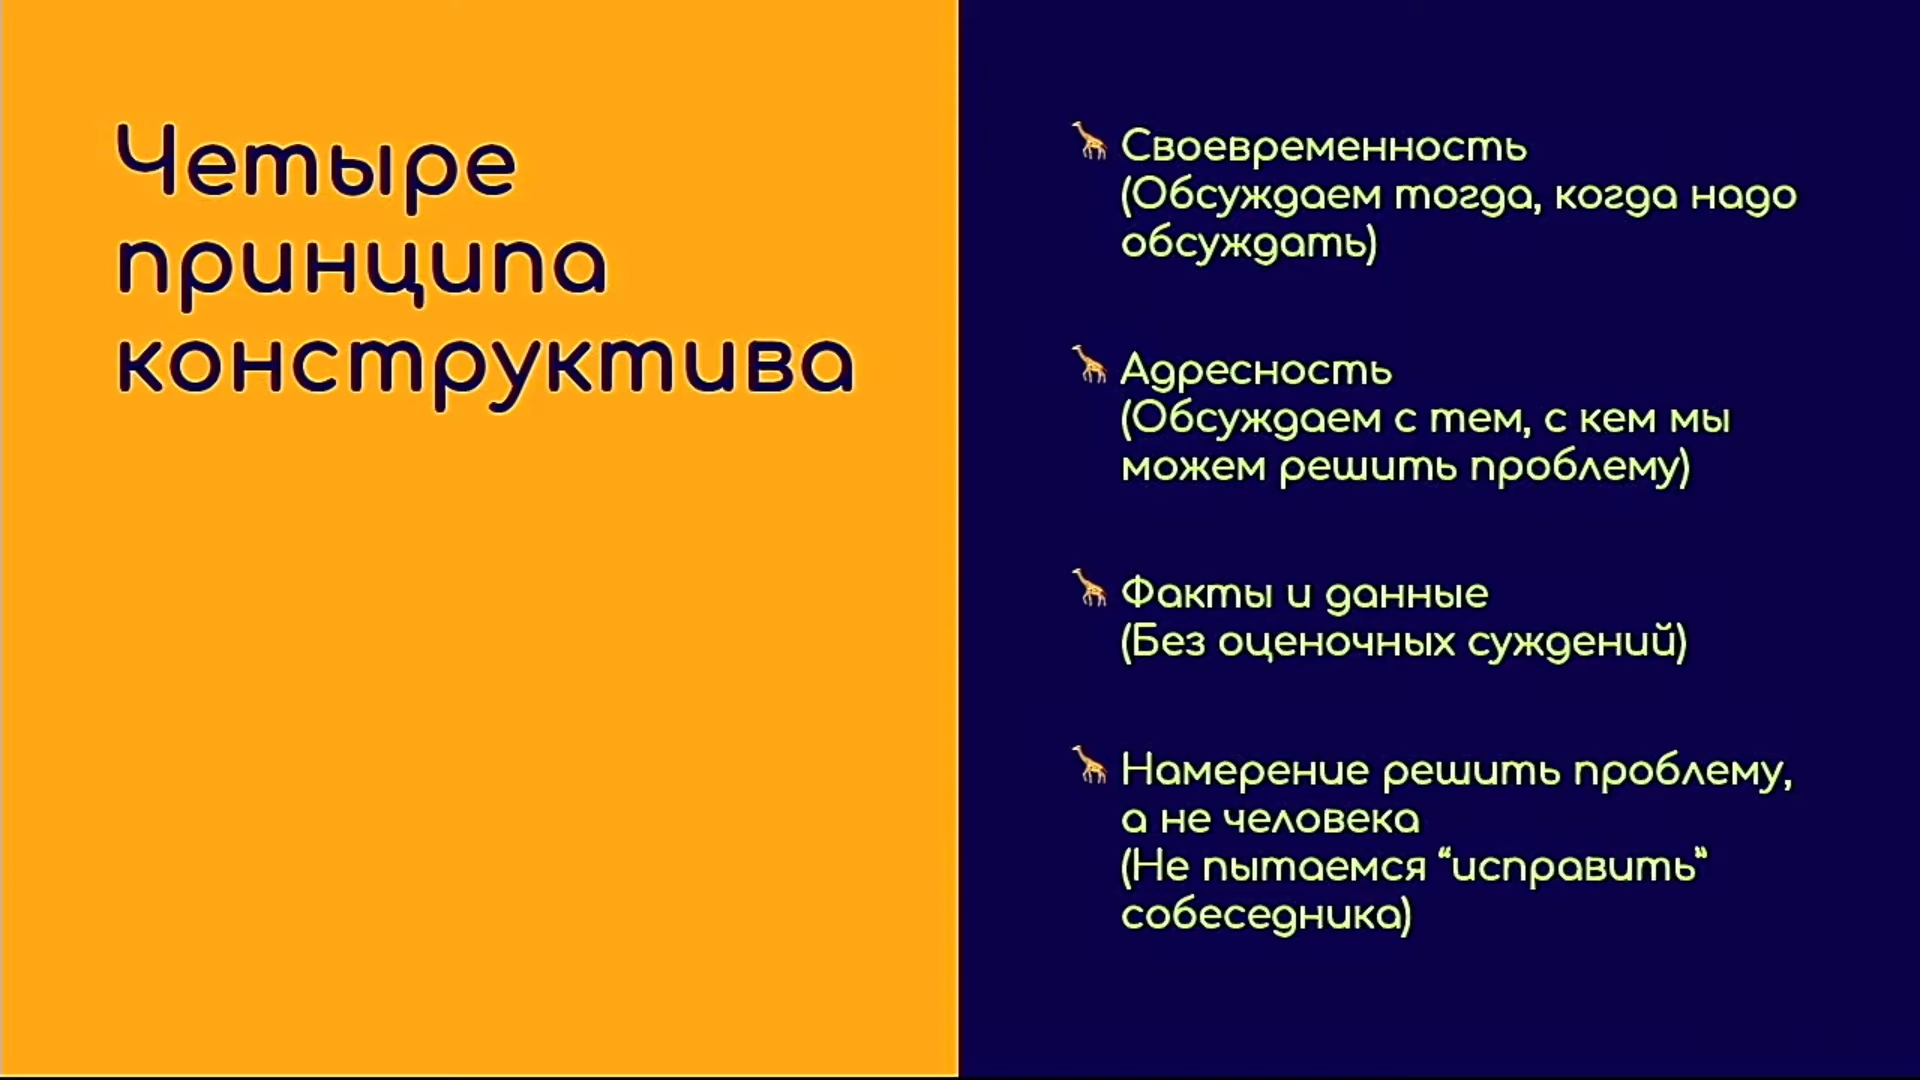 Четыре
принципа
конструктива
Своевременность
(Обсуждаем тогда, когда надо
обсуждать)
Адресность
(Обсуждаем с тем, с кем мы
можем решить проблему)
Факты и данные
(Без оценочных суждений)
Намерение решить проблему,
а не человека
(Не пытаемся “исправить”
собеседника)